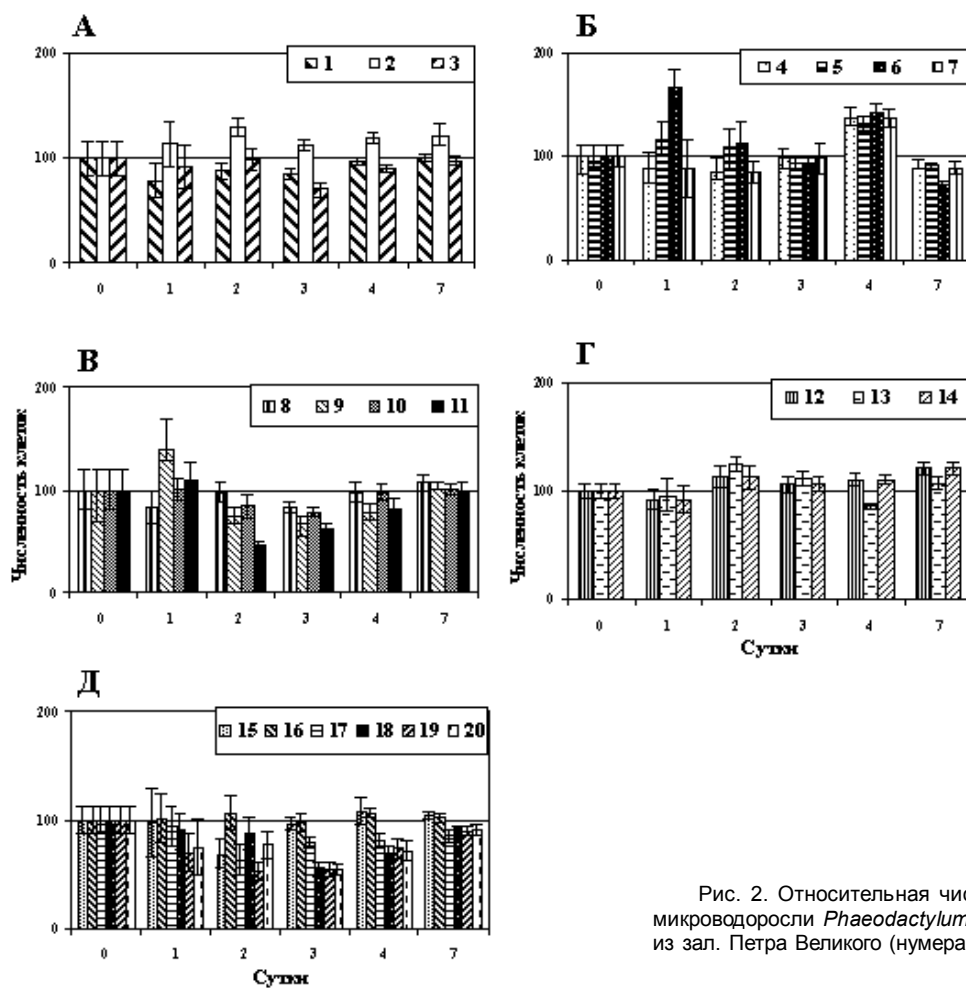 А
200
100
0
1 2 3
0 1 2 3 4 7
Б
200
100
0
4 5 6 7
0 1 2 3 4 7
В
Численность клеток
200
100
0
8 9 10 11
0 1 2 3 4 7
Г
Численность клеток
200
100
0
12 13 14
0 1 2 3 4 7
Сутки
Д
200
100
0
15 16 17 18 19 20
0 1 2 3 4 7
Сутки
Рис. 2. Относительная чис
микроводоросли Phaeodactylum
из зал. Петра Великого (нумера